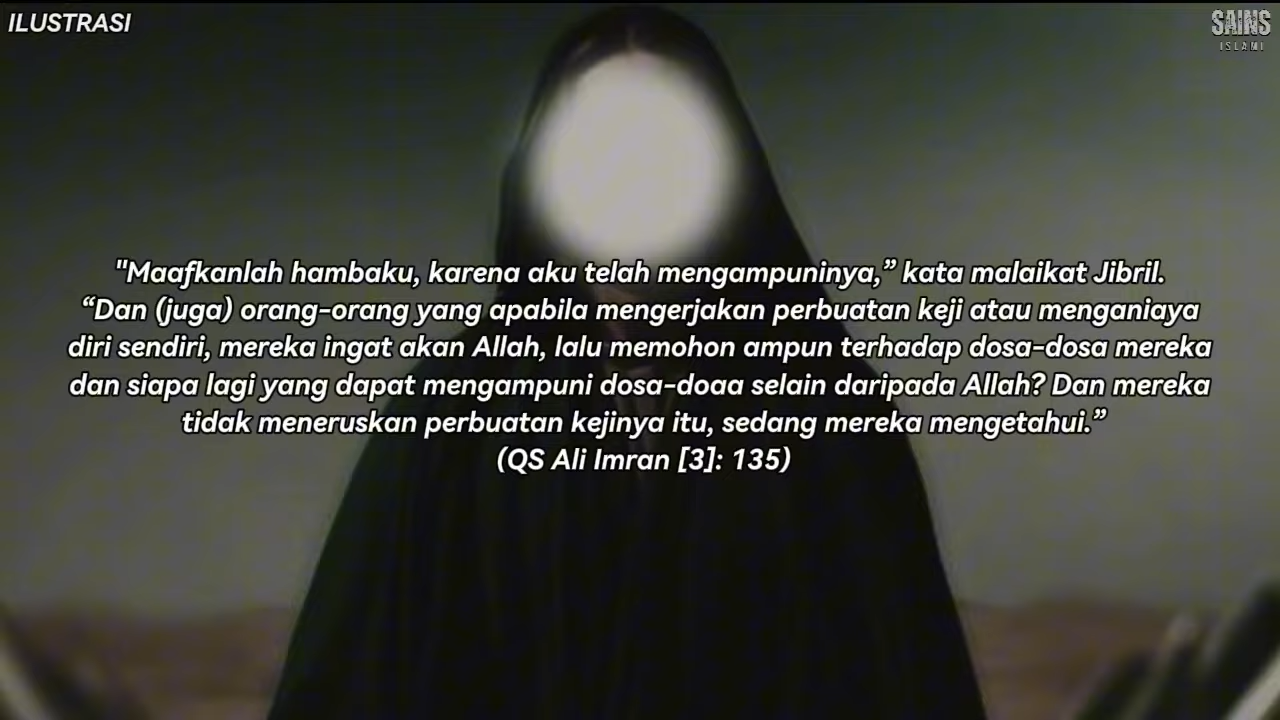 ILUSTRASI
SAINS
ISLAMI
"Maafkanlah hambaku, karena aku telah mengampuninya,” kata malaikat Jibril.
“Dan (juga) orang-orang yang apabila mengerjakan perbuatan keji atau menganiaya
diri sendiri, mereka ingat akan Allah, lalu memohon ampun terhadap dosa-dosa mereka
dan siapa lagi yang dapat mengampuni dosa-doaa selain daripada Allah? Dan mereka
tidak meneruskan perbuatan kejinya itu, sedang mereka mengetahui.”
(QS Ali Imran [3]: 135)